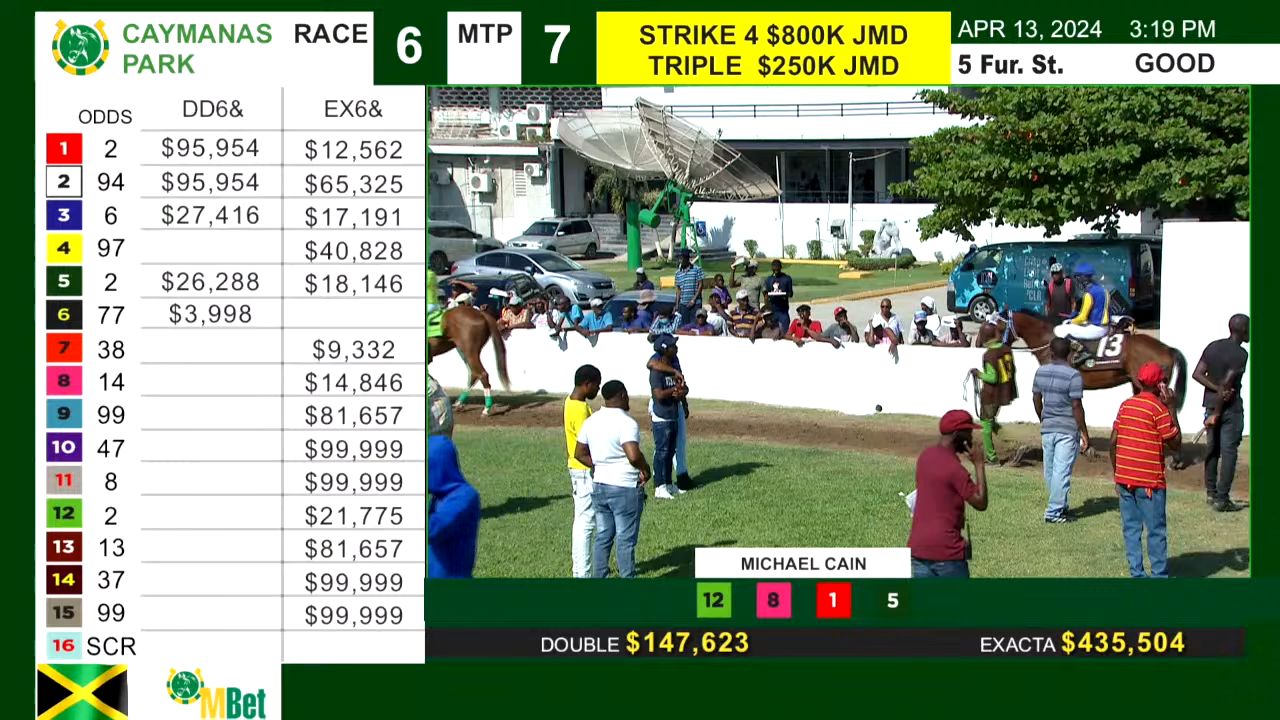 CAYMANAS PARK
RACE 6 MTP 7
STRIKE 4 $800K JMD
TRIPLE $250K JMD
APR 13, 2024 3:19 PM
5 Fur. St. GOOD
ODDS DD6& EX6&
1 2 $95,954 $12,562
2 94 $95,954 $65,325
3 6 $27,416 $17,191
4 97 $40,828
5 2 $26,288 $18,146
6 77 $3,998
7 38 $9,332
8 14 $14,846
9 99 $81,657
10 47 $99,999
11 8 $99,999
12 2 $21,775
13 13 $81,657
14 37 $99,999
15 99 $99,999
16 SCR
13
MICHAEL CAIN
12 8 1 5
DOUBLE $147,623 EXACTA $435,504
MBet